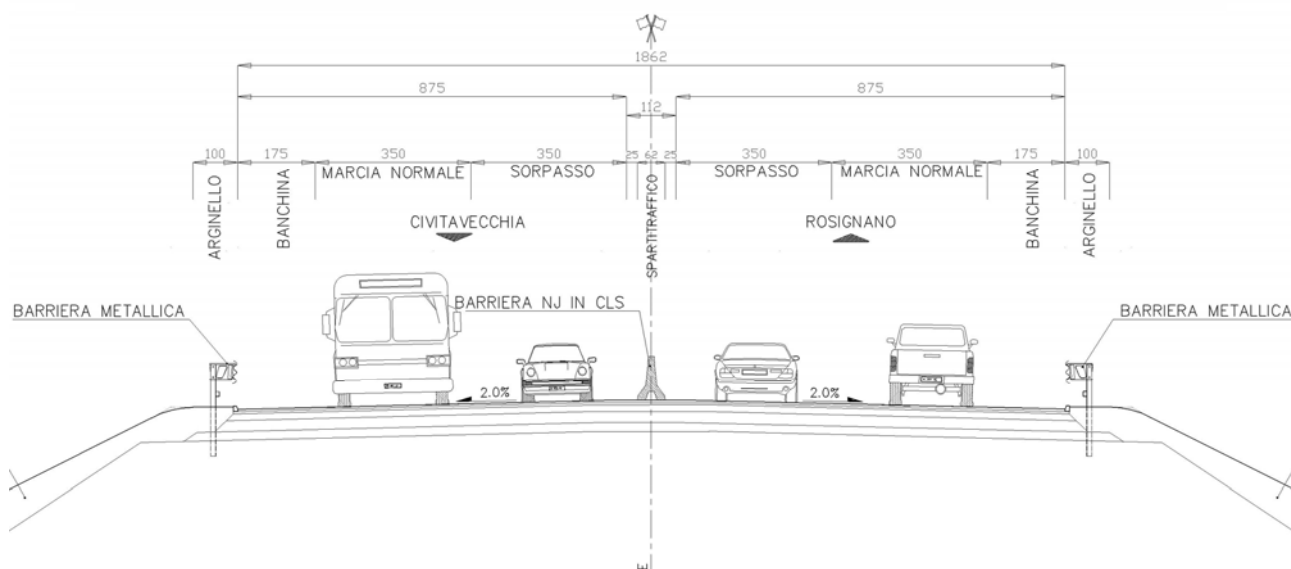 1862
875
875
112
100
175
350
350
25
62
25
350
350
175
100
MARCIA NORMALE
SORPASSO
SORPASSO
MARCIA NORMALE
ARGINELLO
BANCHINA
SPARTITRAFFICO
BANCHINA
ARGINELLO
CIVITAVECCHIA
ROSIGNANO
BARRIERA METALLICA
BARRIERA NJ IN CLS
BARRIERA METALLICA
2.0%
2.0%
E